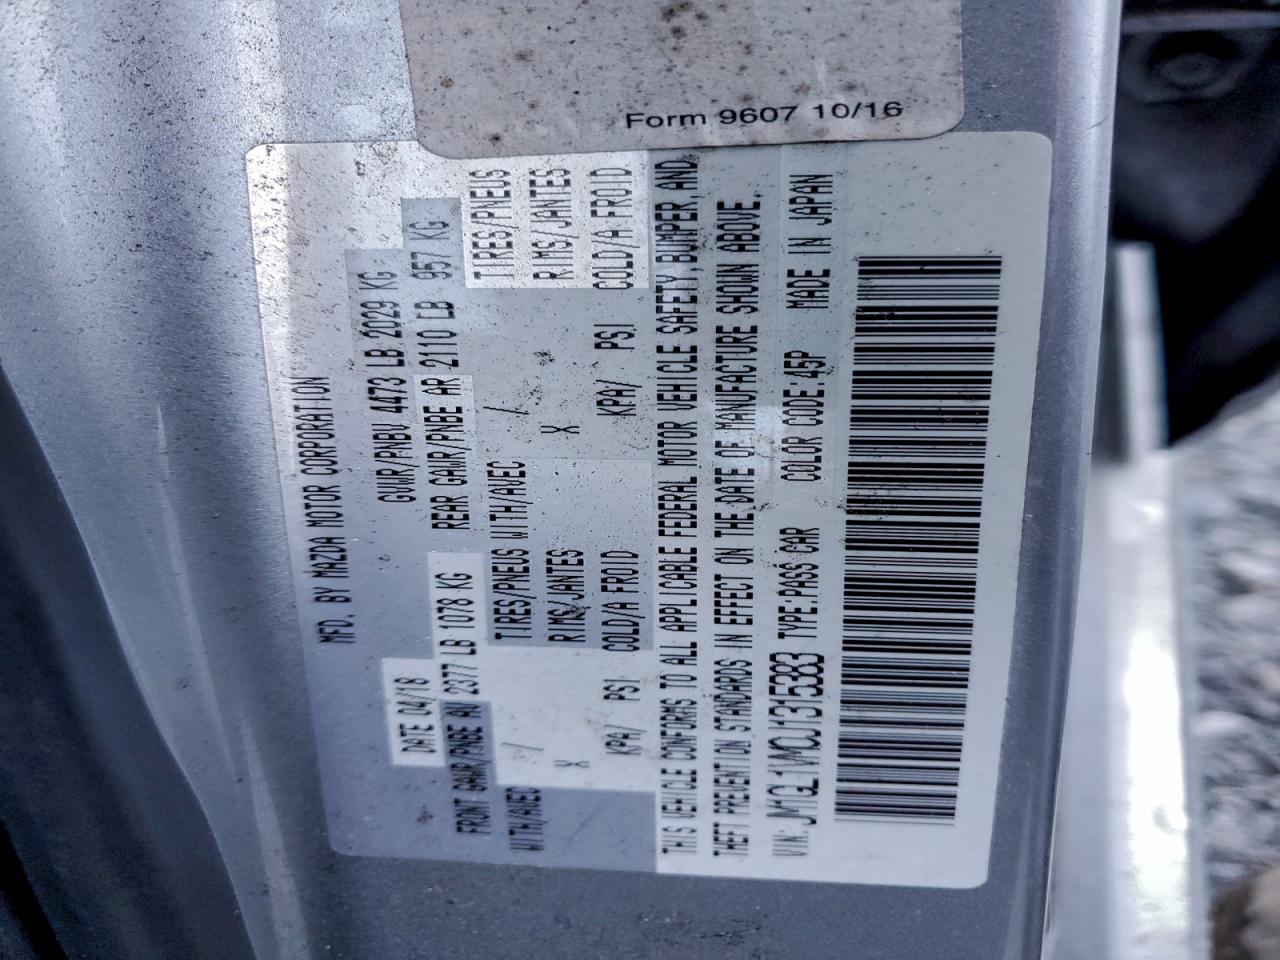 Form 9607 10/16
MFD. BY MAZDA MOTOR CORPORATION
DATE 04/18 GVWR/PNBV 4473 LB 2029 KG
FRONT GAWR/PNBE AV 2377 LB 1078 KG REAR GAWR/PNBE AR 2110 LB 957 KG
WITH/AVEC / TIRES/PNEUS WITH/AVEC / TIRES/PNEUS
X RIMS/JANTES X RIMS/JANTES
KPA/ PSI COLD/A FROID KPA/ PSI COLD/A FROID
THIS VEHICLE CONFORMS TO ALL APPLICABLE FEDERAL MOTOR VEHICLE SAFETY, BUMPER, AND
THEFT PREVENTION STANDARDS IN EFFECT ON THE DATE OF MANUFACTURE SHOWN ABOVE.
VIN: TYPE:PASS CAR COLOR CODE:45P MADE IN JAPAN